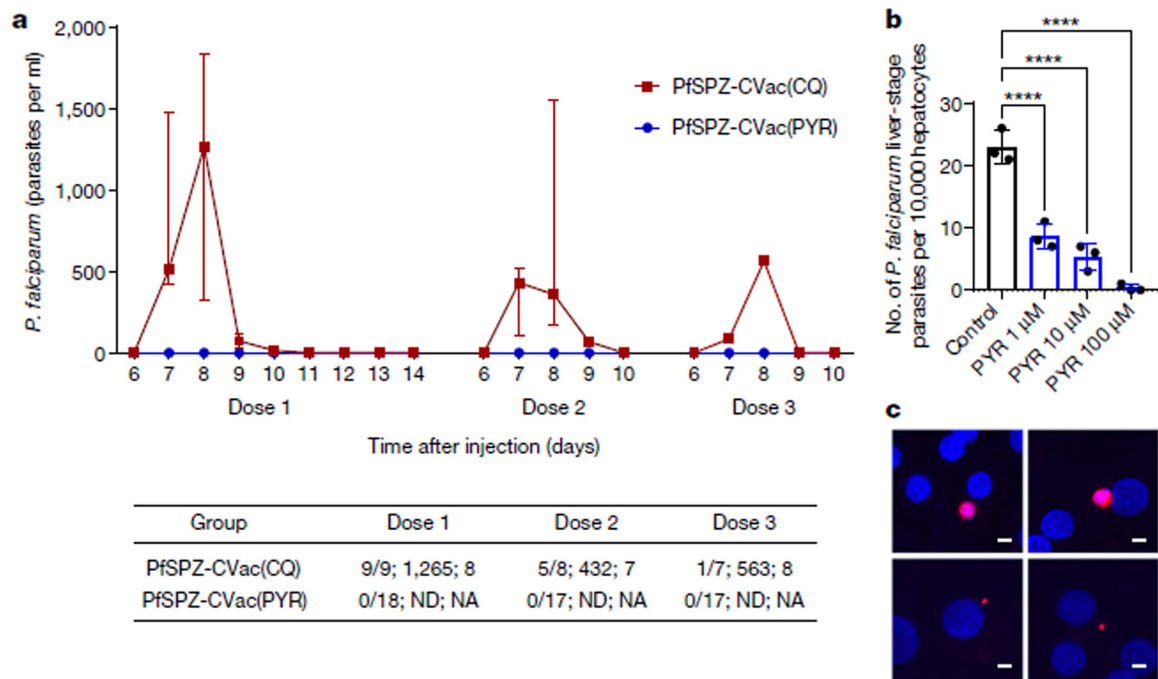 a
P. falciparum (parasites per ml)
2,000
1,500
1,000
500
0
PfSPZ-CVac(CQ)
PfSPZ-CVac(PYR)
6 7 8 9 10 11 12 13 14 6 7 8 9 10 6 7 8 9 10
Dose 1 Dose 2 Dose 3
Time after injection (days)
Group Dose 1 Dose 2 Dose 3
PfSPZ-CVac(CQ) 9/9; 1,265; 8 5/8; 432; 7 1/7; 563; 8
PfSPZ-CVac(PYR) 0/18; ND; NA 0/17; ND; NA 0/17; ND; NA
b
No. of P. falciparum liver-stage
parasites per 10,000 hepatocytes
****
****
****
30
20
10
0
Control
PYR 1 µM
PYR 10 µM
PYR 100 µM
c